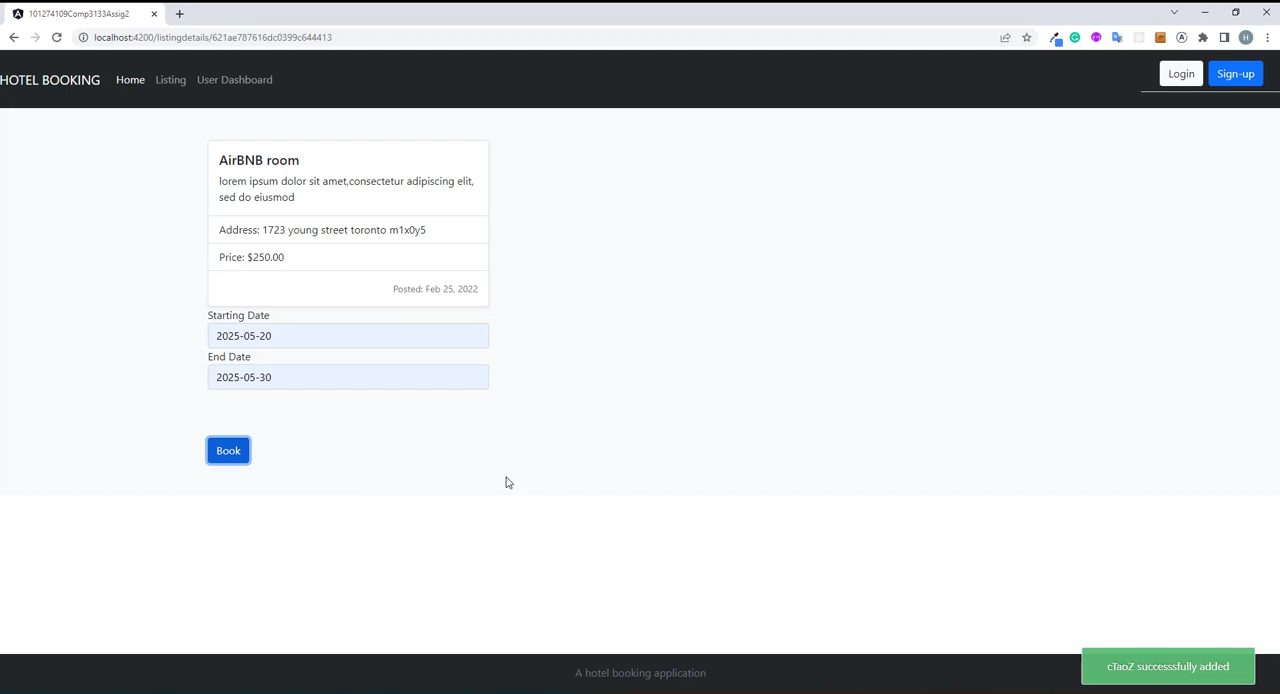 101274109Comp3133Assig2
localhost:4200/listingdetails/621ae787616dc0399c644413
HOTEL BOOKING Home Listing User Dashboard Login Sign-up
AirBNB room
lorem ipsum dolor sit amet,consectetur adipiscing elit,
sed do eiusmod
Address: 1723 young street toronto m1x0y5
Price: $250.00
Posted: Feb 25, 2022
Starting Date
2025-05-20
End Date
2025-05-30
Book
A hotel booking application
cTaoZ successsfully added